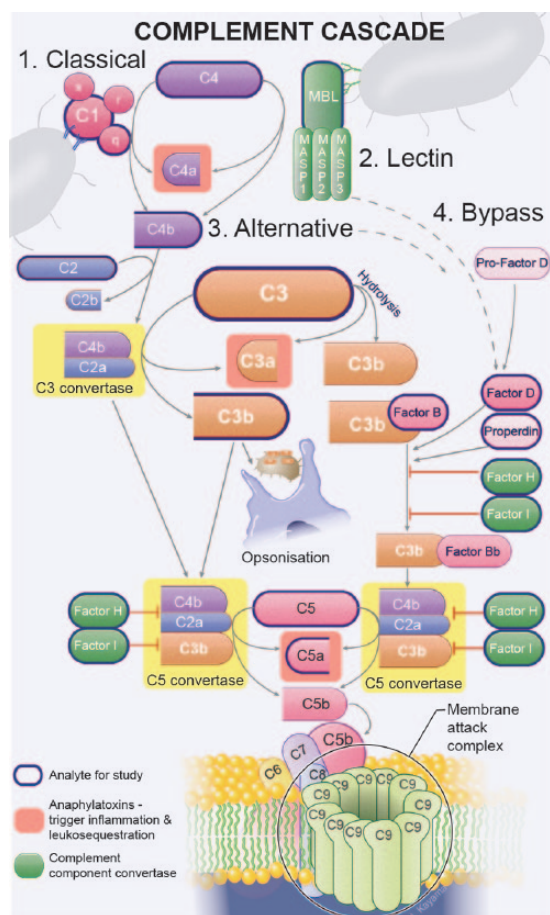 COMPLEMENT CASCADE
1. Classical
s
r
C1
q
C4
C4a
C4b
MBL
MASP1
MASP2
MASP3
2. Lectin
3. Alternative
4. Bypass
Pro-Factor D
C2
C2b
C3
Hydrolysis
C4b
C2a
C3 convertase
C3a
C3b
C3b
C3b
Factor B
Factor D
Properdin
Factor H
Factor I
Opsonisation
C3b
Factor Bb
Factor H
Factor I
C4b
C2a
C3b
C5 convertase
C5
C5a
C4b
C2a
C3b
C5 convertase
Factor H
Factor I
C5b
Membrane
attack
complex
C6
C7
C5b
C8
C9
C9
C9
C9
C9
C9
C9
C9
C9
C9
C9
C9
Analyte for study
Anaphylatoxins -
trigger inflammation &
leukosequestration
Complement
component convertase